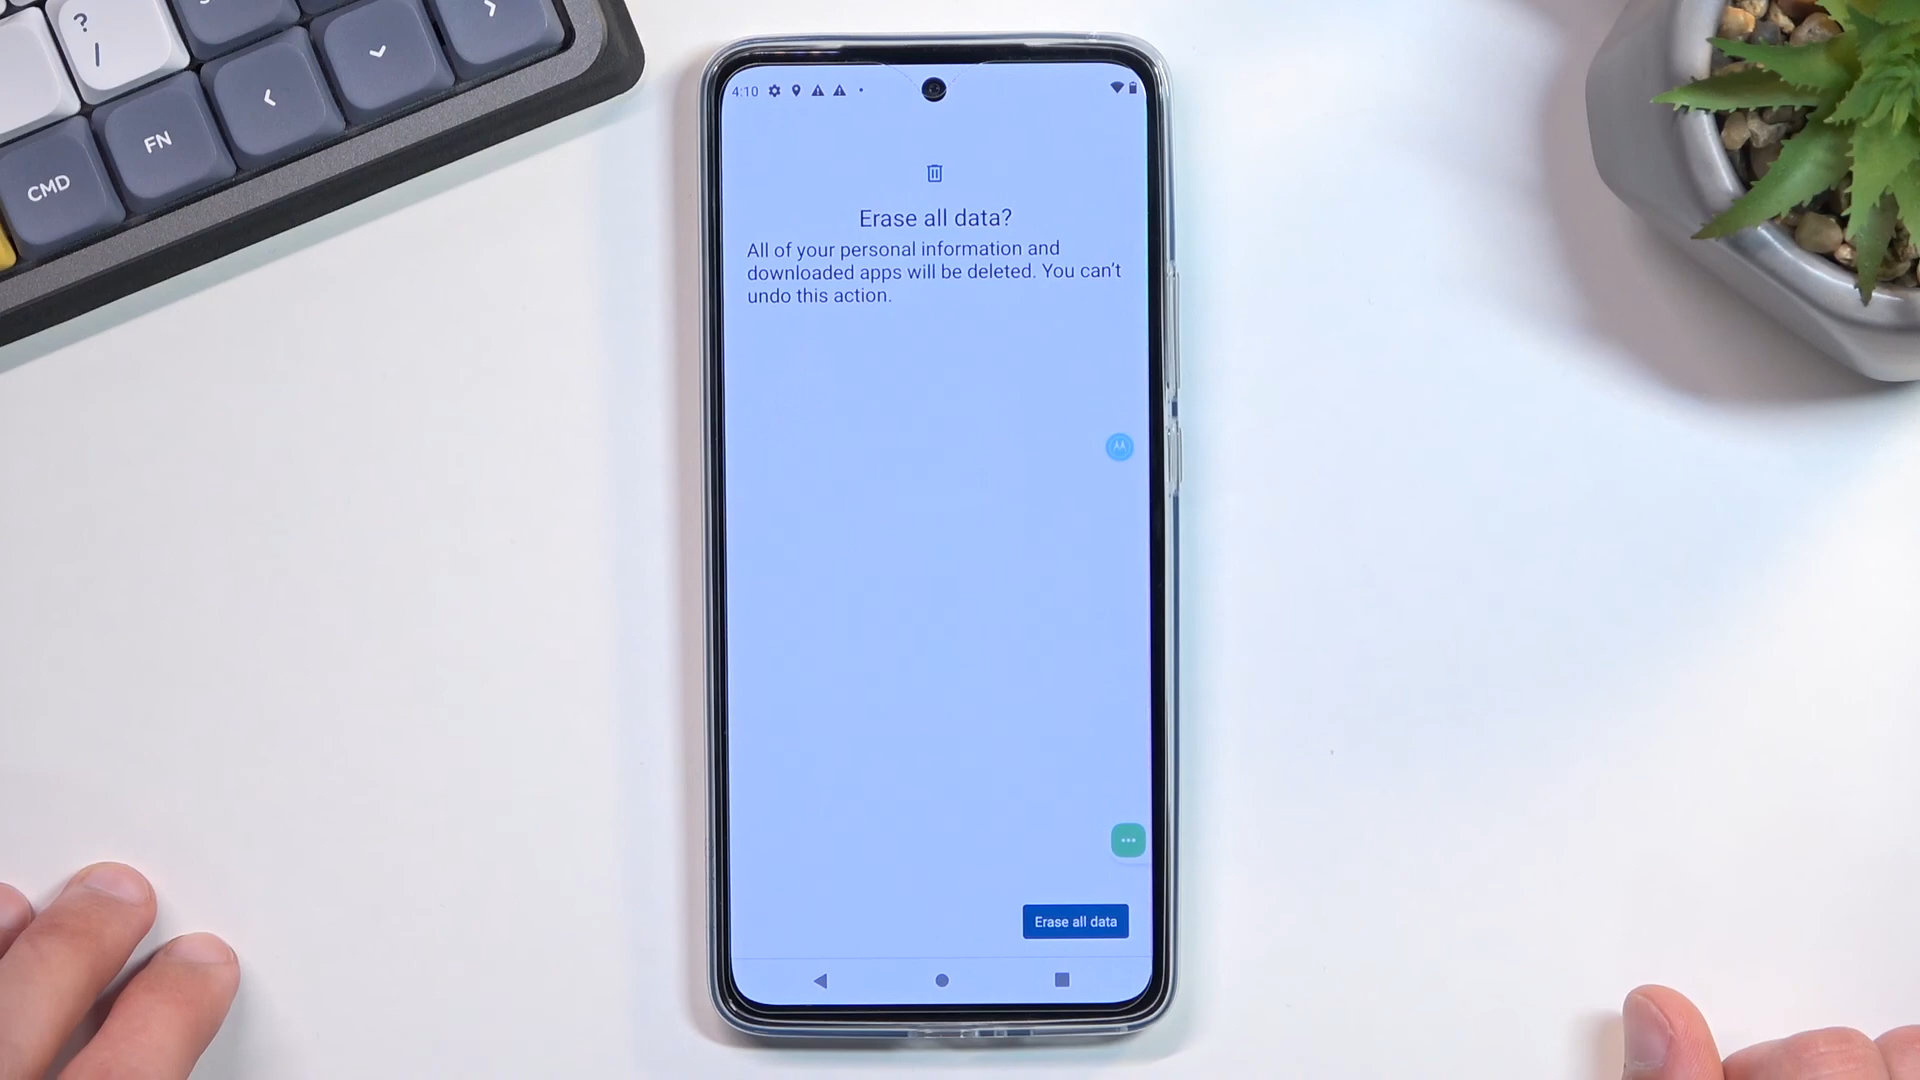 ?
/
FN
CMD
4:10
Erase all data?
All of your personal information and
downloaded apps will be deleted. You can't
undo this action.
Erase all data